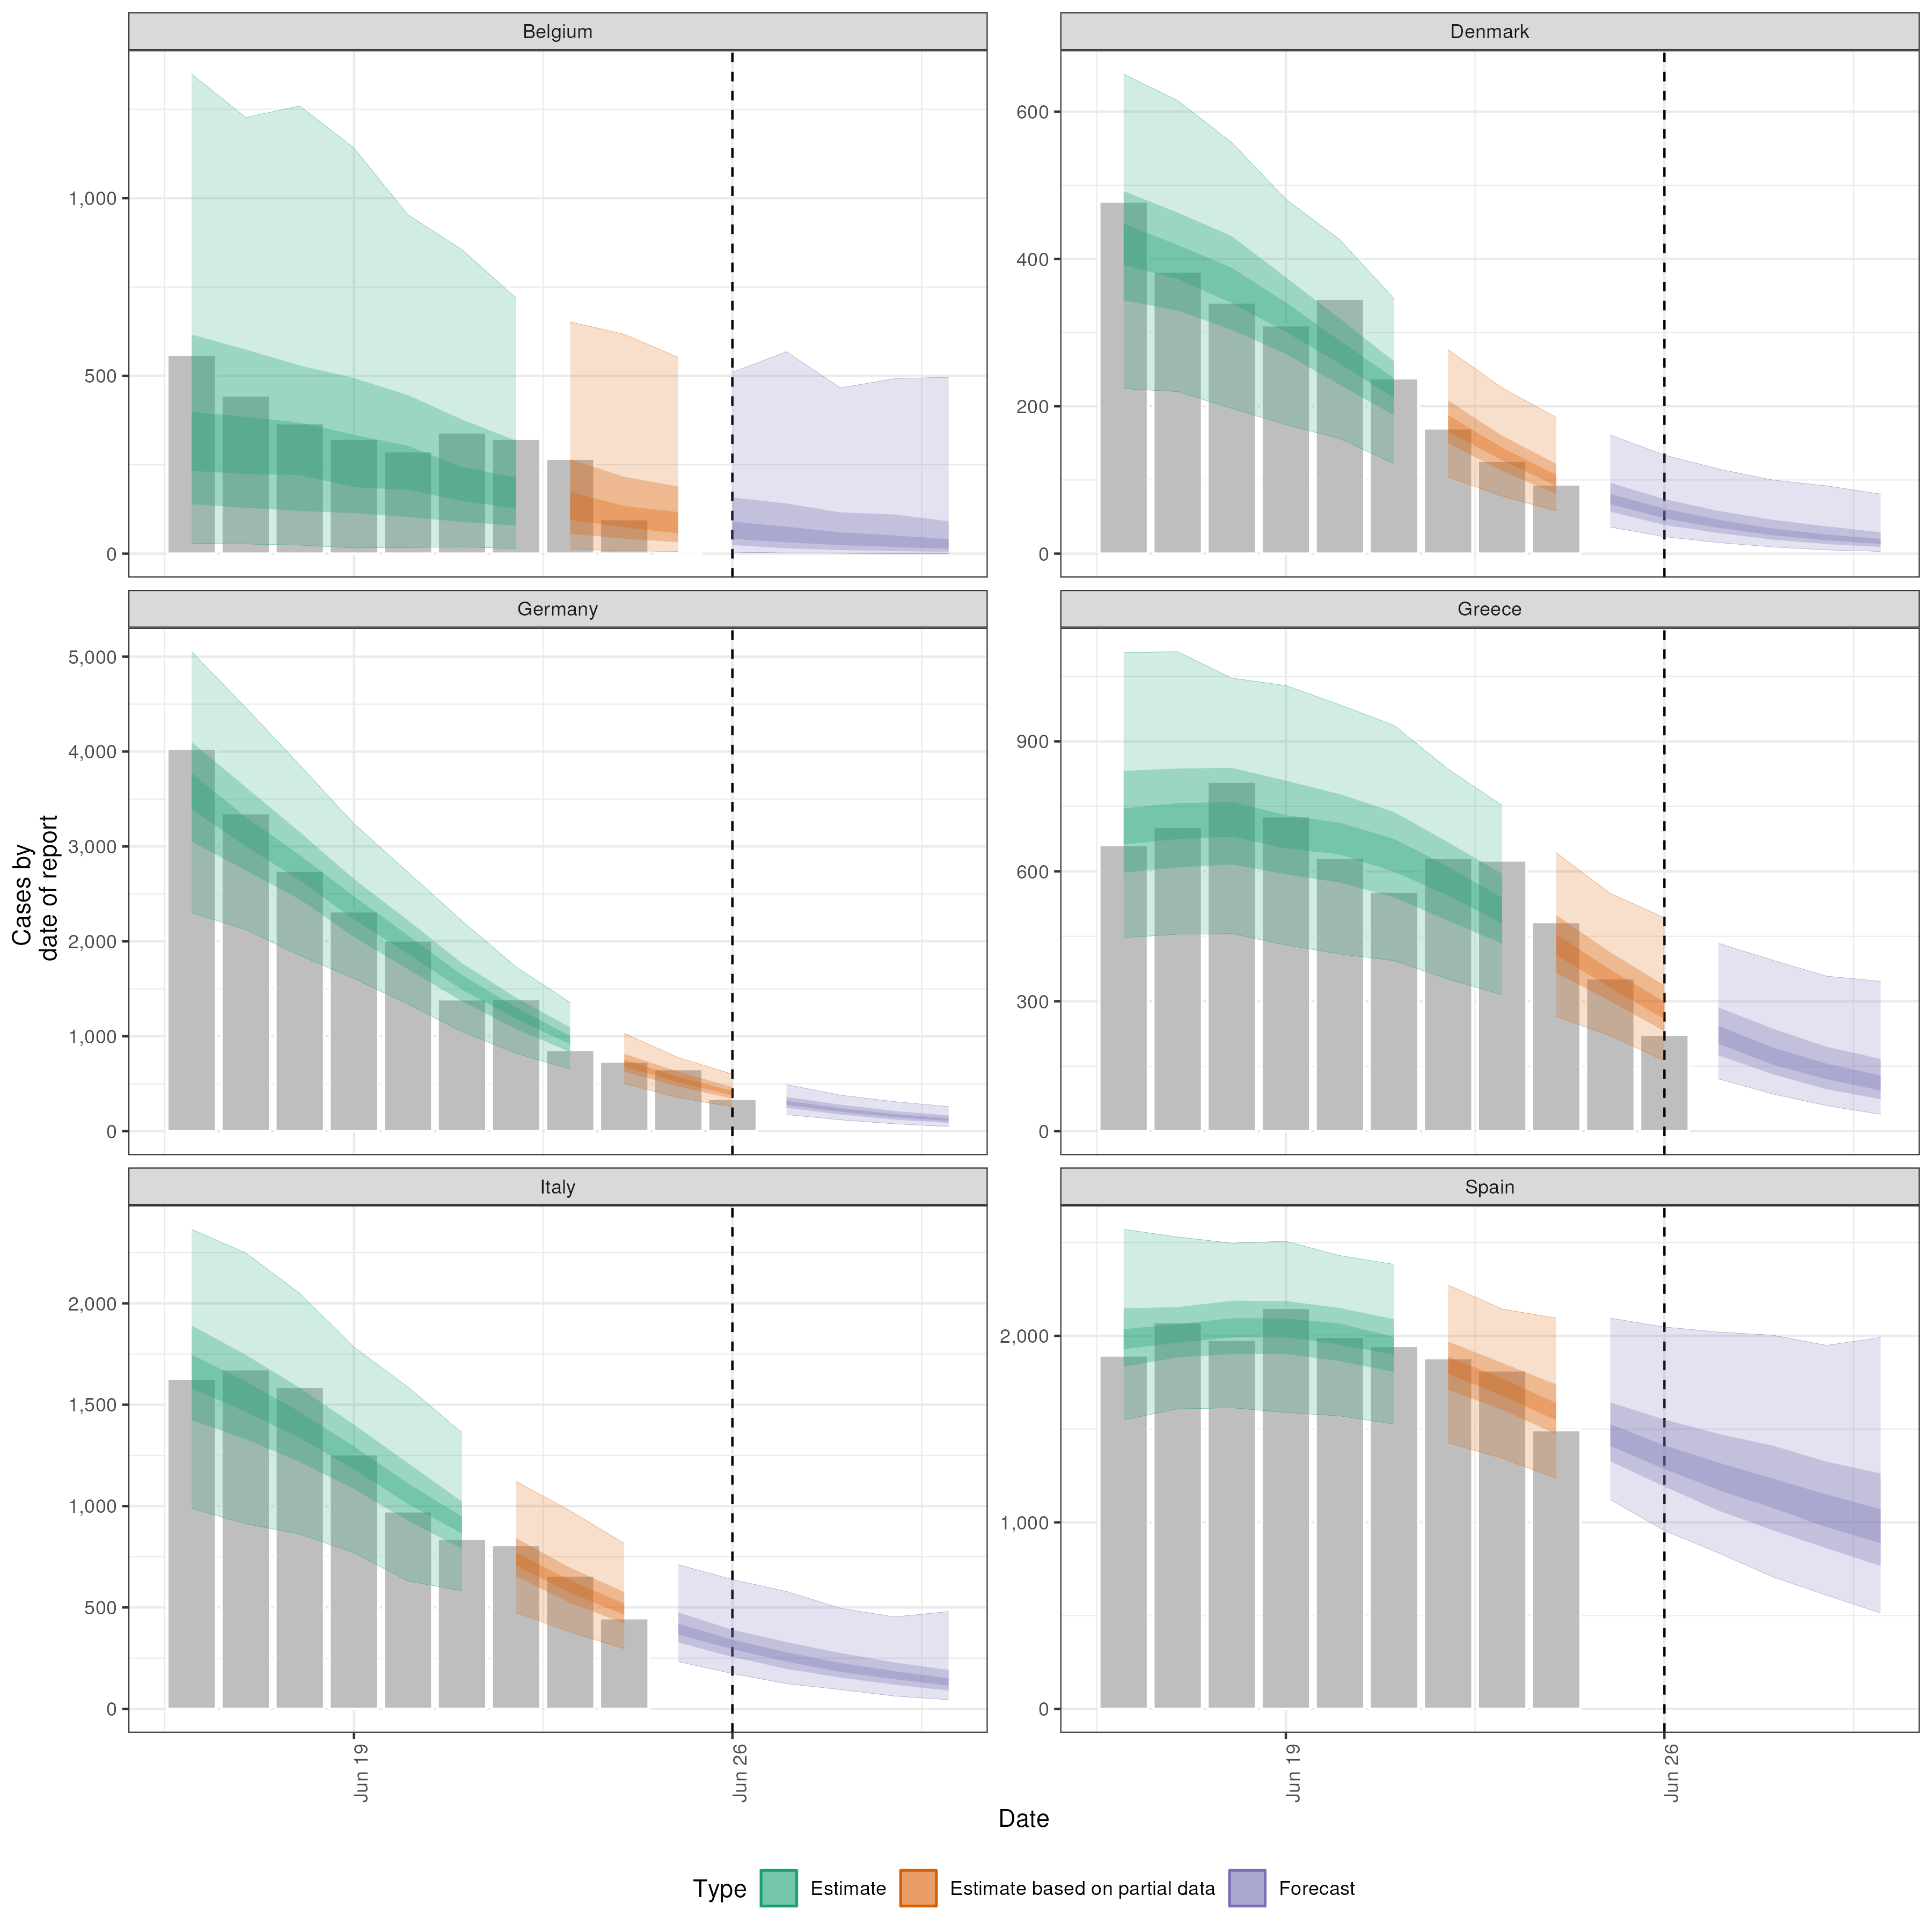 Belgium
Denmark
1,000
500
0
600
400
200
0
Germany
Greece
5,000
4,000
3,000
2,000
1,000
0
900
600
300
0
Cases by
date of report
Italy
Spain
2,000
1,500
1,000
500
0
2,000
1,000
0
Jun 19
Jun 26
Jun 19
Jun 26
Date
Type
Estimate
Estimate based on partial data
Forecast